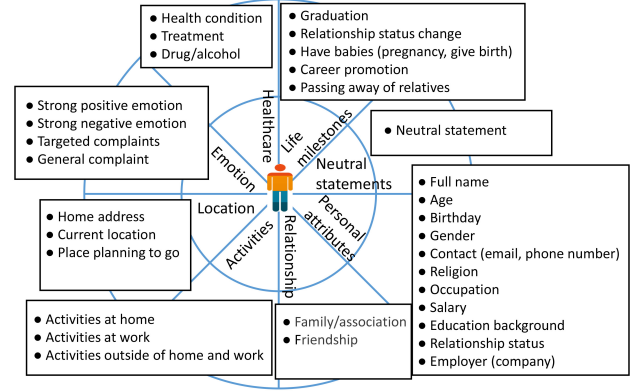 ● Health condition
● Treatment
● Drug/alcohol
● Graduation
● Relationship status change
● Have babies (pregnancy, give birth)
● Career promotion
● Passing away of relatives
● Strong positive emotion
● Strong negative emotion
● Targeted complaints
● General complaint
● Neutral statement
Healthcare
Life
milestones
Emotion
Neutral
statements
Location
Personal
attributes
Activities
Relationship
● Home address
● Current location
● Place planning to go
● Full name
● Age
● Birthday
● Gender
● Contact (email, phone number)
● Religion
● Occupation
● Salary
● Education background
● Relationship status
● Employer (company)
● Activities at home
● Activities at work
● Activities outside of home and work
● Family/association
● Friendship